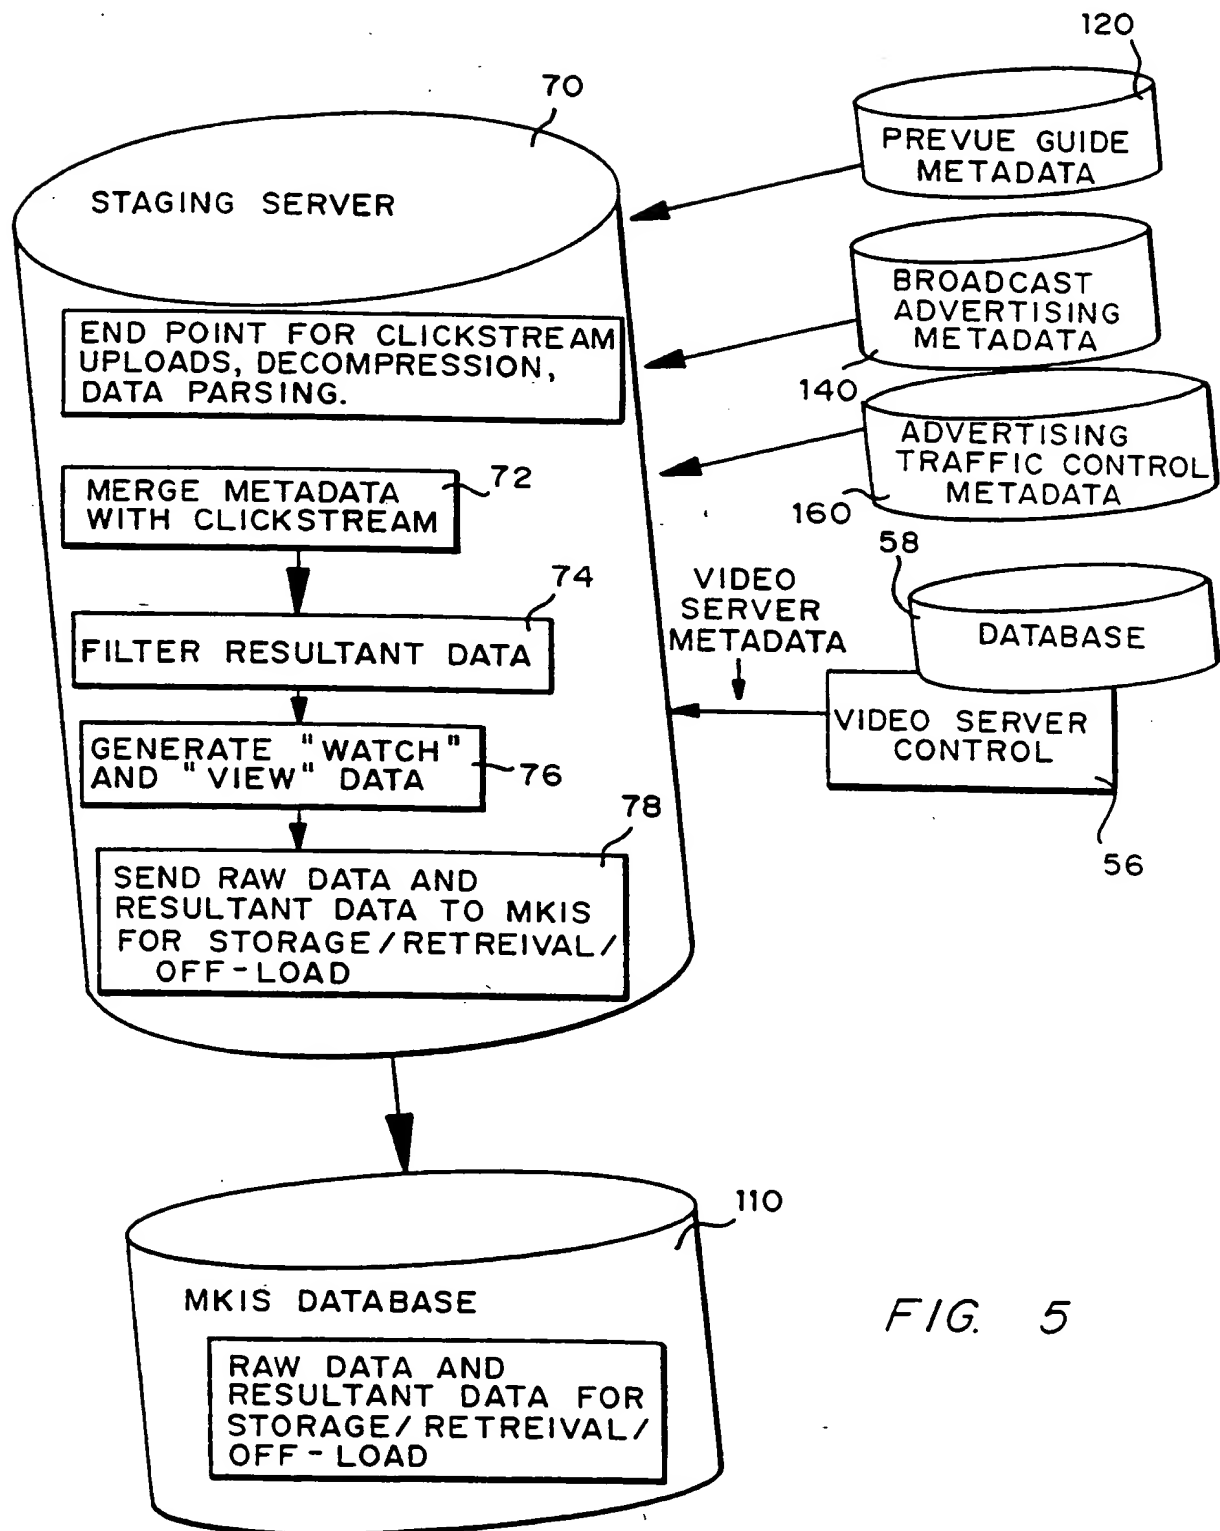 120
PREVUE GUIDE
METADATA
70
STAGING SERVER
BROADCAST
ADVERTISING
METADATA
140
END POINT FOR CLICKSTREAM
UPLOADS, DECOMPRESSION,
DATA PARSING.
ADVERTISING
TRAFFIC CONTROL
METADATA
160
MERGE METADATA
WITH CLICKSTREAM
72
58
DATABASE
VIDEO
SERVER
METADATA
74
FILTER RESULTANT DATA
VIDEO SERVER
CONTROL
56
GENERATE "WATCH"
AND "VIEW" DATA
76
78
SEND RAW DATA AND
RESULTANT DATA TO MKIS
FOR STORAGE/RETREIVAL/
OFF-LOAD
110
MKIS DATABASE
RAW DATA AND
RESULTANT DATA FOR
STORAGE/RETREIVAL/
OFF-LOAD
FIG. 5